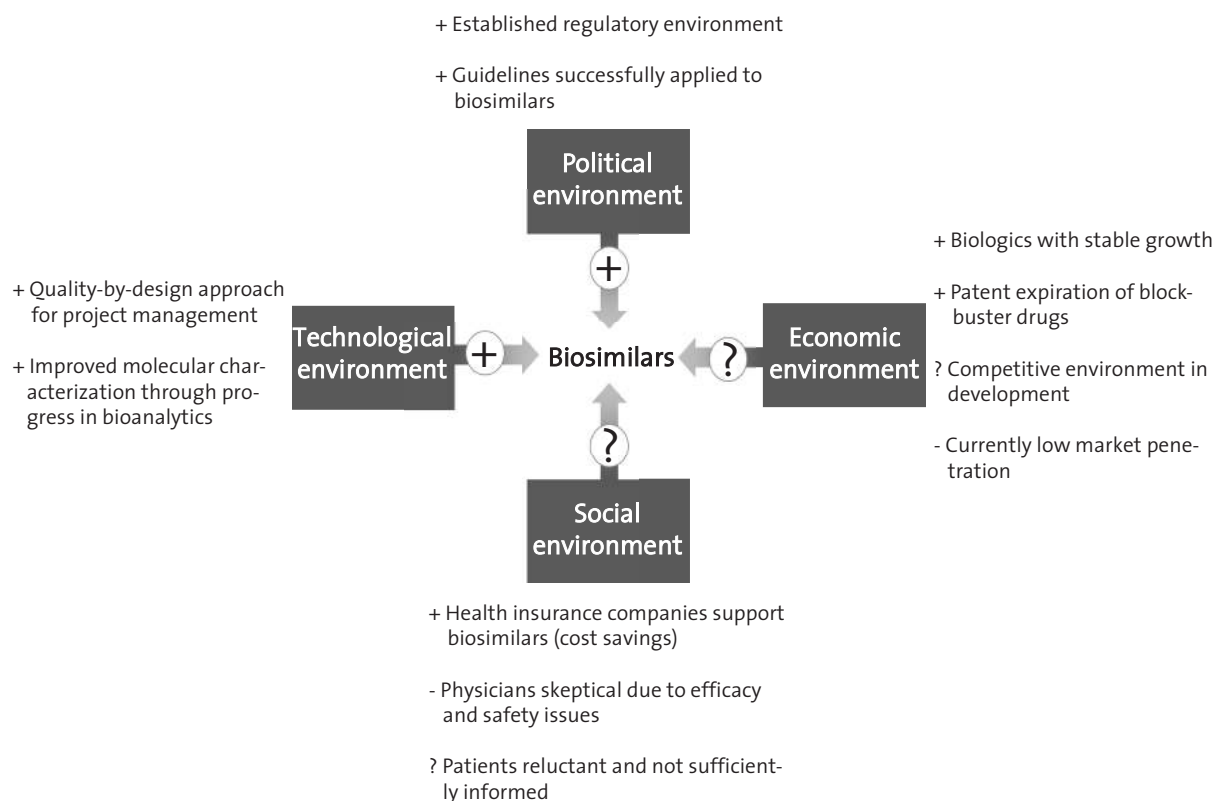 + Established regulatory environment
+ Guidelines successfully applied to
biosimilars
Political
environment
+
+ Quality-by-design approach
for project management
+ Improved molecular char-
acterization through pro-
gress in bioanalytics
Technological
environment
+
Biosimilars
?
Economic
environment
+ Biologics with stable growth
+ Patent expiration of block-
buster drugs
? Competitive environment in
development
- Currently low market pene-
tration
?
Social
environment
+ Health insurance companies support
biosimilars (cost savings)
- Physicians skeptical due to efficacy
and safety issues
? Patients reluctant and not sufficient-
ly informed